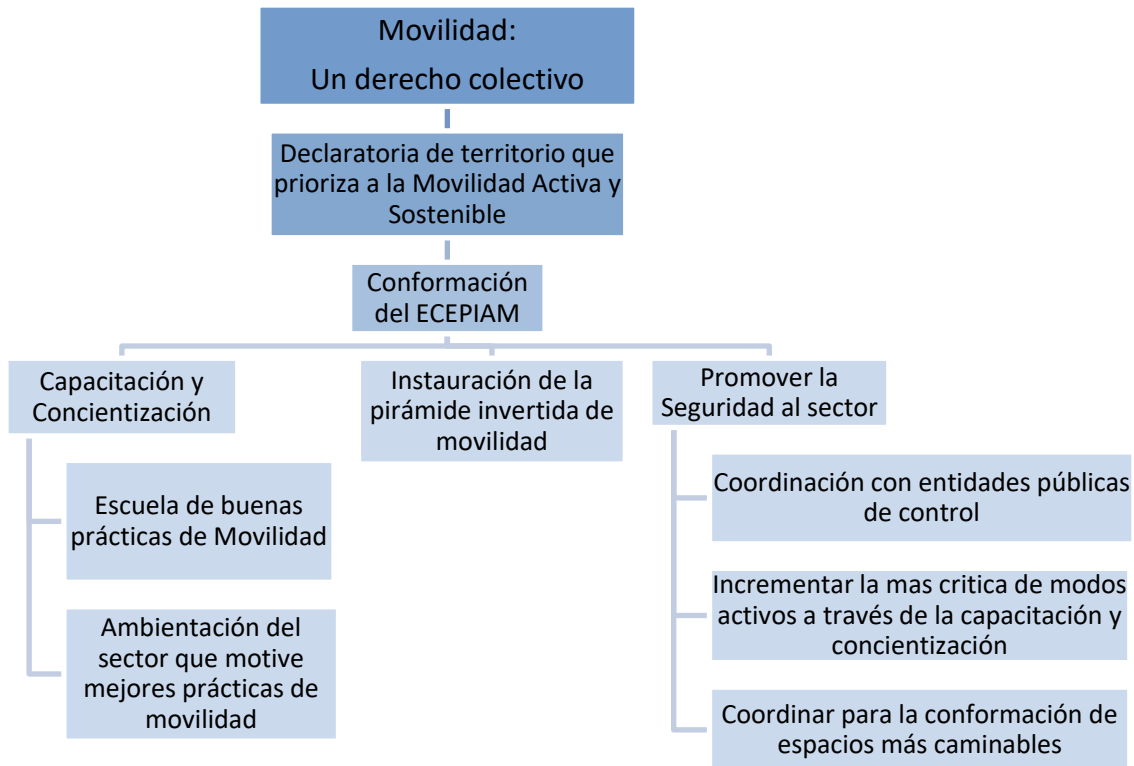 Movilidad:
Un derecho colectivo
Declaratoria de territorio que
prioriza a la Movilidad Activa y
Sostenible
Conformación
del ECEPIAM
Capacitación y
Concientización
Escuela de buenas
prácticas de Movilidad
Ambientación del
sector que motive
mejores prácticas de
movilidad
Instauración de la
pirámide invertida de
movilidad
Promover la
Seguridad al sector
Coordinación con entidades públicas
de control
Incrementar la mas critica de modos
activos a través de la capacitación y
concientización
Coordinar para la conformación de
espacios más caminables